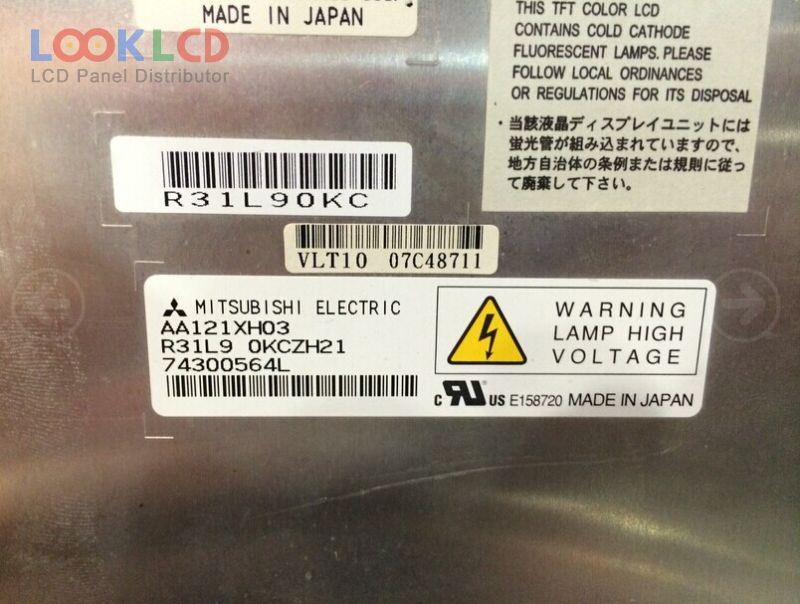 MADE IN JAPAN
LOOKLCD
LCD Panel Distributor
THIS TFT COLOR LCD
CONTAINS COLD CATHODE
FLUORESCENT LAMPS. PLEASE
FOLLOW LOCAL ORDINANCES
OR REGULATIONS FOR ITS DISPOSAL
・当該液晶ディスプレイユニットには
蛍光管が組み込まれていますので、
地方自治体の条例または規則に従っ
て廃棄して下さい。
R31L90KC
VLT10 07C48711
MITSUBISHI ELECTRIC
AA121XH03
R31L9 0KCZH21
74300564L
WARNING
LAMP HIGH
VOLTAGE
c RU US E158720 MADE IN JAPAN